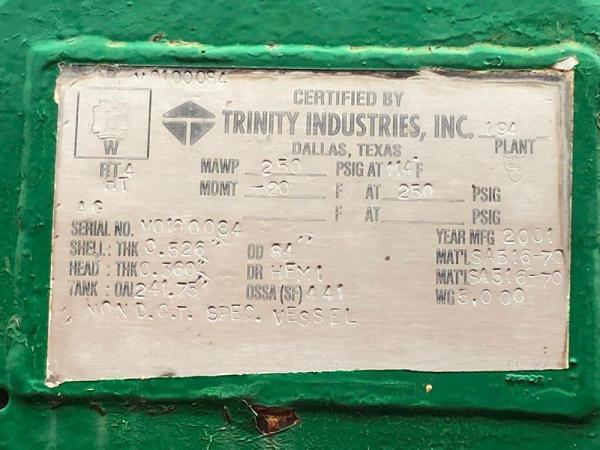 V0100084
CERTIFIED BY
W TRINITY INDUSTRIES, INC. 194
DALLAS, TEXAS PLANT
RT 4 MAWP 250 PSIG AT 114 F
HT MDMT -20 F AT 250 PSIG
F AT PSIG
AG
SERIAL NO. V0100084 YEAR MFG 2001
SHELL: THK 0.526" OD 84" MAT'L SA516-70
HEAD: THK 0.360" DR HEMI MAT'L SA516-70
TANK: OAL 241.75" OSSA (SF) 441 WG 5,000
NON D.O.T. SPEC. VESSEL